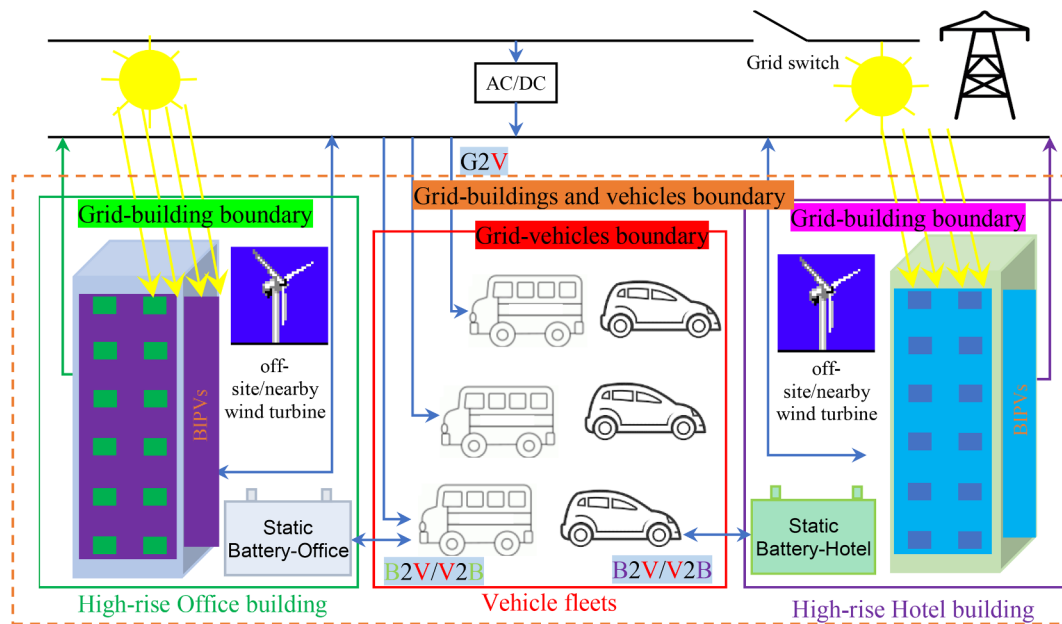 Grid switch
AC/DC
G2V
Grid-buildings and vehicles boundary
Grid-building boundary
Grid-vehicles boundary
Grid-building boundary
off-
site/nearby
wind turbine
off-
site/nearby
wind turbine
BIPVs
BIPVs
Static
Battery-Office
Static
Battery-Hotel
B2V/V2B
B2V/V2B
High-rise Office building
Vehicle fleets
High-rise Hotel building